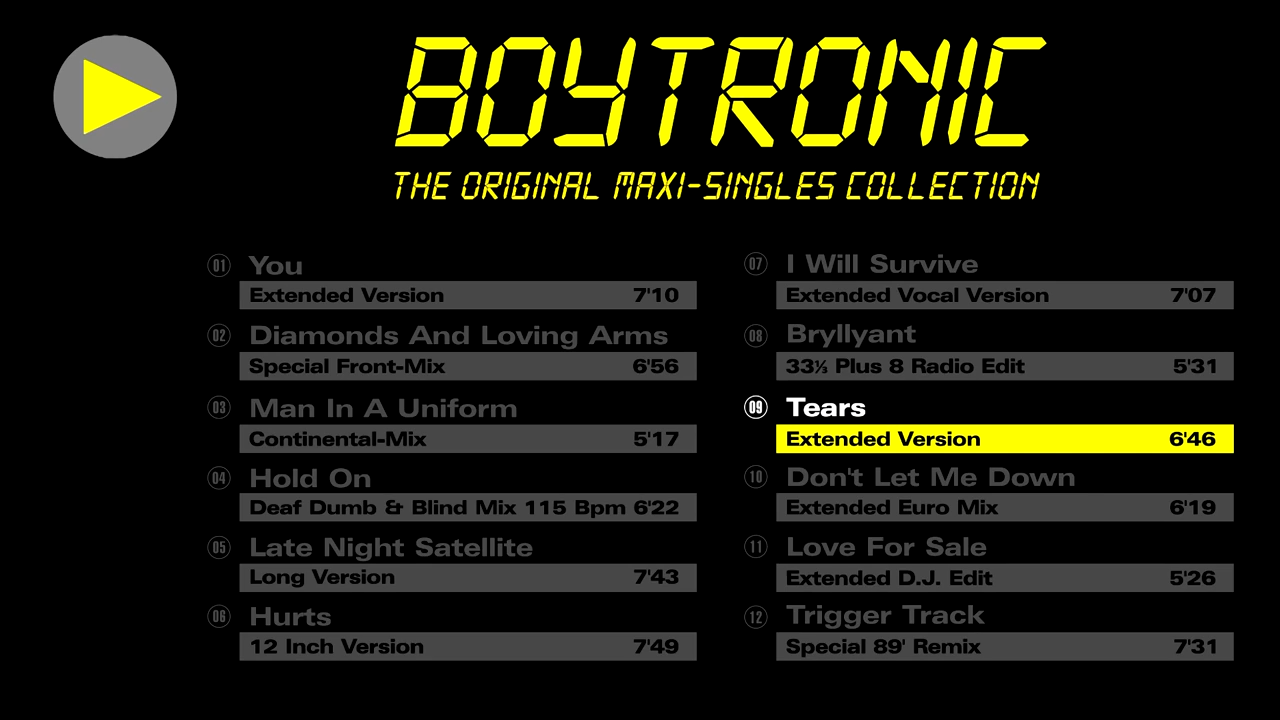 BOYTRONIC
THE ORIGINAL MAXI-SINGLES COLLECTION
01 You
Extended Version 7'10
02 Diamonds And Loving Arms
Special Front-Mix 6'56
03 Man In A Uniform
Continental-Mix 5'17
04 Hold On
Deaf Dumb & Blind Mix 115 Bpm 6'22
05 Late Night Satellite
Long Version 7'43
06 Hurts
12 Inch Version 7'49
07 I Will Survive
Extended Vocal Version 7'07
08 Bryllyant
33⅓ Plus 8 Radio Edit 5'31
09 Tears
Extended Version 6'46
10 Don't Let Me Down
Extended Euro Mix 6'19
11 Love For Sale
Extended D.J. Edit 5'26
12 Trigger Track
Special 89' Remix 7'31